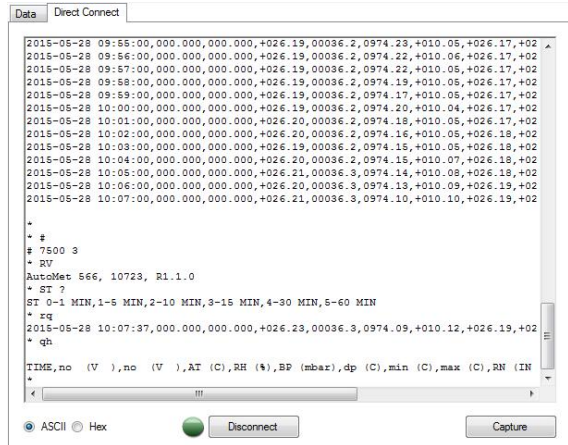 Data Direct Connect
2015-05-28 09:55:00,000.000,000.000,+026.19,00036.2,0974.23,+010.05,+026.17,+02
2015-05-28 09:56:00,000.000,000.000,+026.19,00036.2,0974.22,+010.06,+026.17,+02
2015-05-28 09:57:00,000.000,000.000,+026.19,00036.2,0974.22,+010.05,+026.17,+02
2015-05-28 09:58:00,000.000,000.000,+026.19,00036.2,0974.19,+010.05,+026.17,+02
2015-05-28 09:59:00,000.000,000.000,+026.19,00036.2,0974.17,+010.05,+026.17,+02
2015-05-28 10:00:00,000.000,000.000,+026.19,00036.2,0974.20,+010.04,+026.17,+02
2015-05-28 10:01:00,000.000,000.000,+026.20,00036.2,0974.18,+010.05,+026.17,+02
2015-05-28 10:02:00,000.000,000.000,+026.20,00036.2,0974.16,+010.05,+026.18,+02
2015-05-28 10:03:00,000.000,000.000,+026.19,00036.2,0974.15,+010.05,+026.18,+02
2015-05-28 10:04:00,000.000,000.000,+026.20,00036.2,0974.15,+010.07,+026.18,+02
2015-05-28 10:05:00,000.000,000.000,+026.21,00036.3,0974.14,+010.08,+026.18,+02
2015-05-28 10:06:00,000.000,000.000,+026.20,00036.3,0974.13,+010.09,+026.19,+02
2015-05-28 10:07:00,000.000,000.000,+026.21,00036.3,0974.10,+010.10,+026.19,+02
*
* #
# 7500 3
* RV
AutoMet 566, 10723, R1.1.0
* ST ?
ST 0-1 MIN,1-5 MIN,2-10 MIN,3-15 MIN,4-30 MIN,5-60 MIN
* rq
2015-05-28 10:07:37,000.000,000.000,+026.23,00036.3,0974.09,+010.12,+026.19,+02
* qh
TIME,no (V ),no (V ),AT (C),RH (%),BP (mbar),dp (C),min (C),max (C),RN (IN
*
ASCII Hex Disconnect Capture